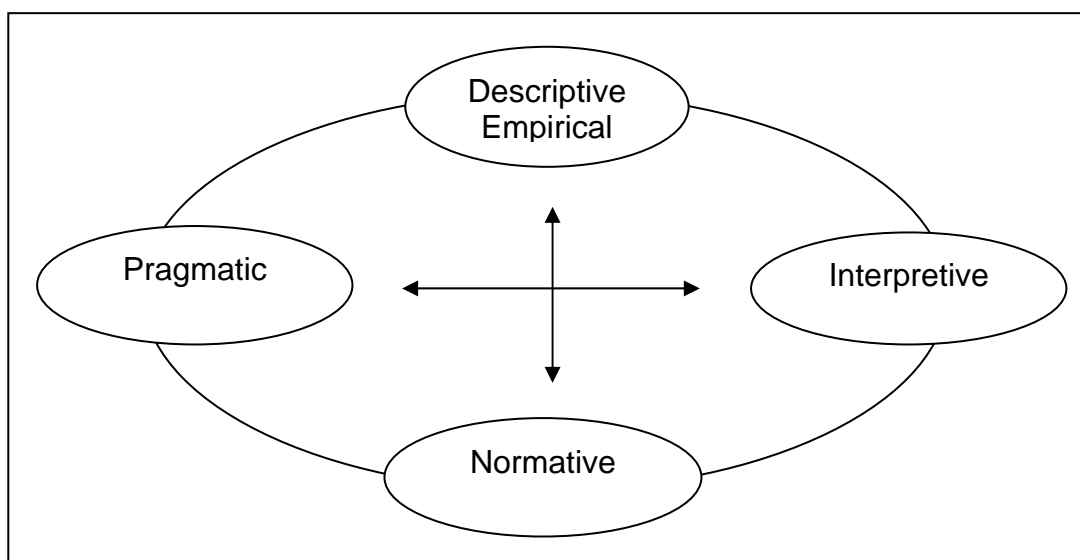 Descriptive
Empirical
Pragmatic
Interpretive
Normative